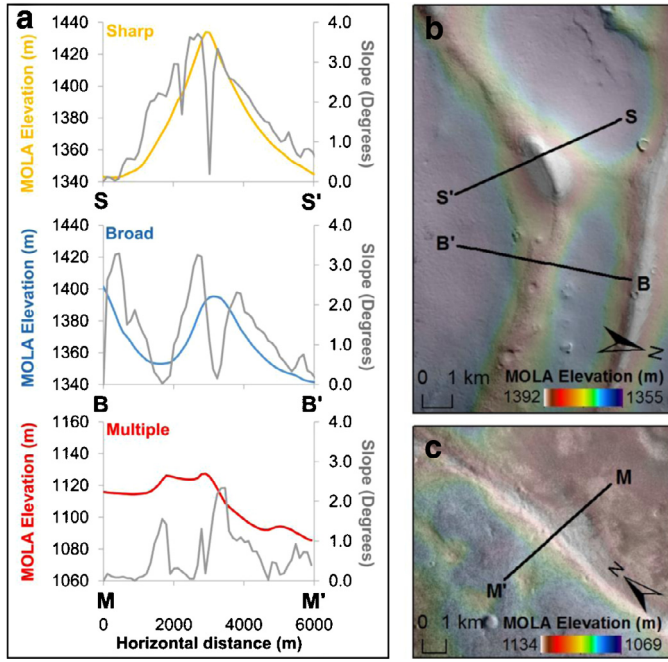 a
MOLA Elevation (m)
1440
1420
1400
1380
1360
1340
Sharp
4.0
3.0
2.0
1.0
0.0
Slope (Degrees)
S S'
MOLA Elevation (m)
1440
1420
1400
1380
1360
1340
Broad
4.0
3.0
2.0
1.0
0.0
Slope (Degrees)
B B'
MOLA Elevation (m)
1160
1140
1120
1100
1080
1060
Multiple
4.0
3.0
2.0
1.0
0.0
Slope (Degrees)
M M'
0 2000 4000 6000
Horizontal distance (m)
b
S
S'
B'
B
N
0 1 km
MOLA Elevation (m)
1392 1355
c
M
M'
N
0 1 km
MOLA Elevation (m)
1134 1069